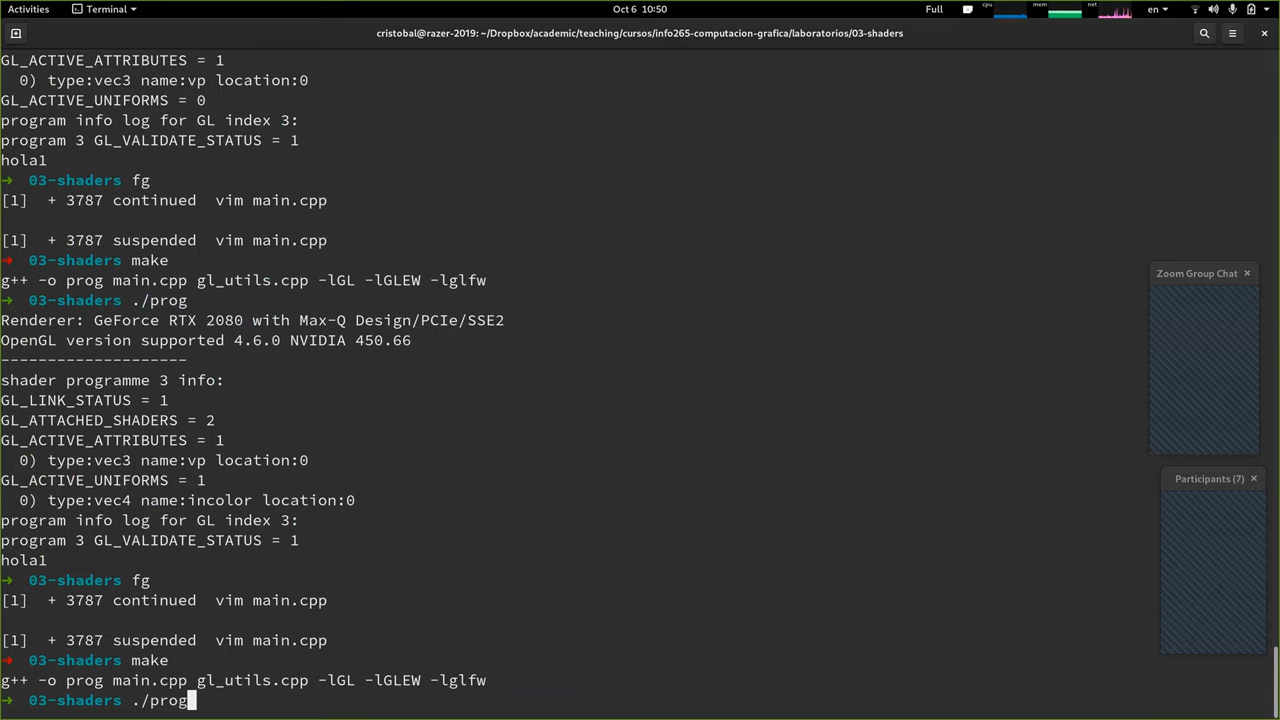 Activities
Terminal
Oct 6 10:50
Full
cpu
mem
net
en
cristobal@razer-2019: ~/Dropbox/academic/teaching/cursos/info265-computacion-grafica/laboratorios/03-shaders
GL_ACTIVE_ATTRIBUTES = 1
0) type:vec3 name:vp location:0
GL_ACTIVE_UNIFORMS = 0
program info log for GL index 3:
program 3 GL_VALIDATE_STATUS = 1
hola1
→ 03-shaders fg
[1] + 3787 continued vim main.cpp
[1] + 3787 suspended vim main.cpp
→ 03-shaders make
g++ -o prog main.cpp gl_utils.cpp -lGL -lGLEW -lglfw
→ 03-shaders ./prog
Renderer: GeForce RTX 2080 with Max-Q Design/PCIe/SSE2
OpenGL version supported 4.6.0 NVIDIA 450.66
--------------------
shader programme 3 info:
GL_LINK_STATUS = 1
GL_ATTACHED_SHADERS = 2
GL_ACTIVE_ATTRIBUTES = 1
0) type:vec3 name:vp location:0
GL_ACTIVE_UNIFORMS = 1
0) type:vec4 name:incolor location:0
program info log for GL index 3:
program 3 GL_VALIDATE_STATUS = 1
hola1
→ 03-shaders fg
[1] + 3787 continued vim main.cpp
[1] + 3787 suspended vim main.cpp
→ 03-shaders make
g++ -o prog main.cpp gl_utils.cpp -lGL -lGLEW -lglfw
→ 03-shaders ./prog
Zoom Group Chat
Participants (7)